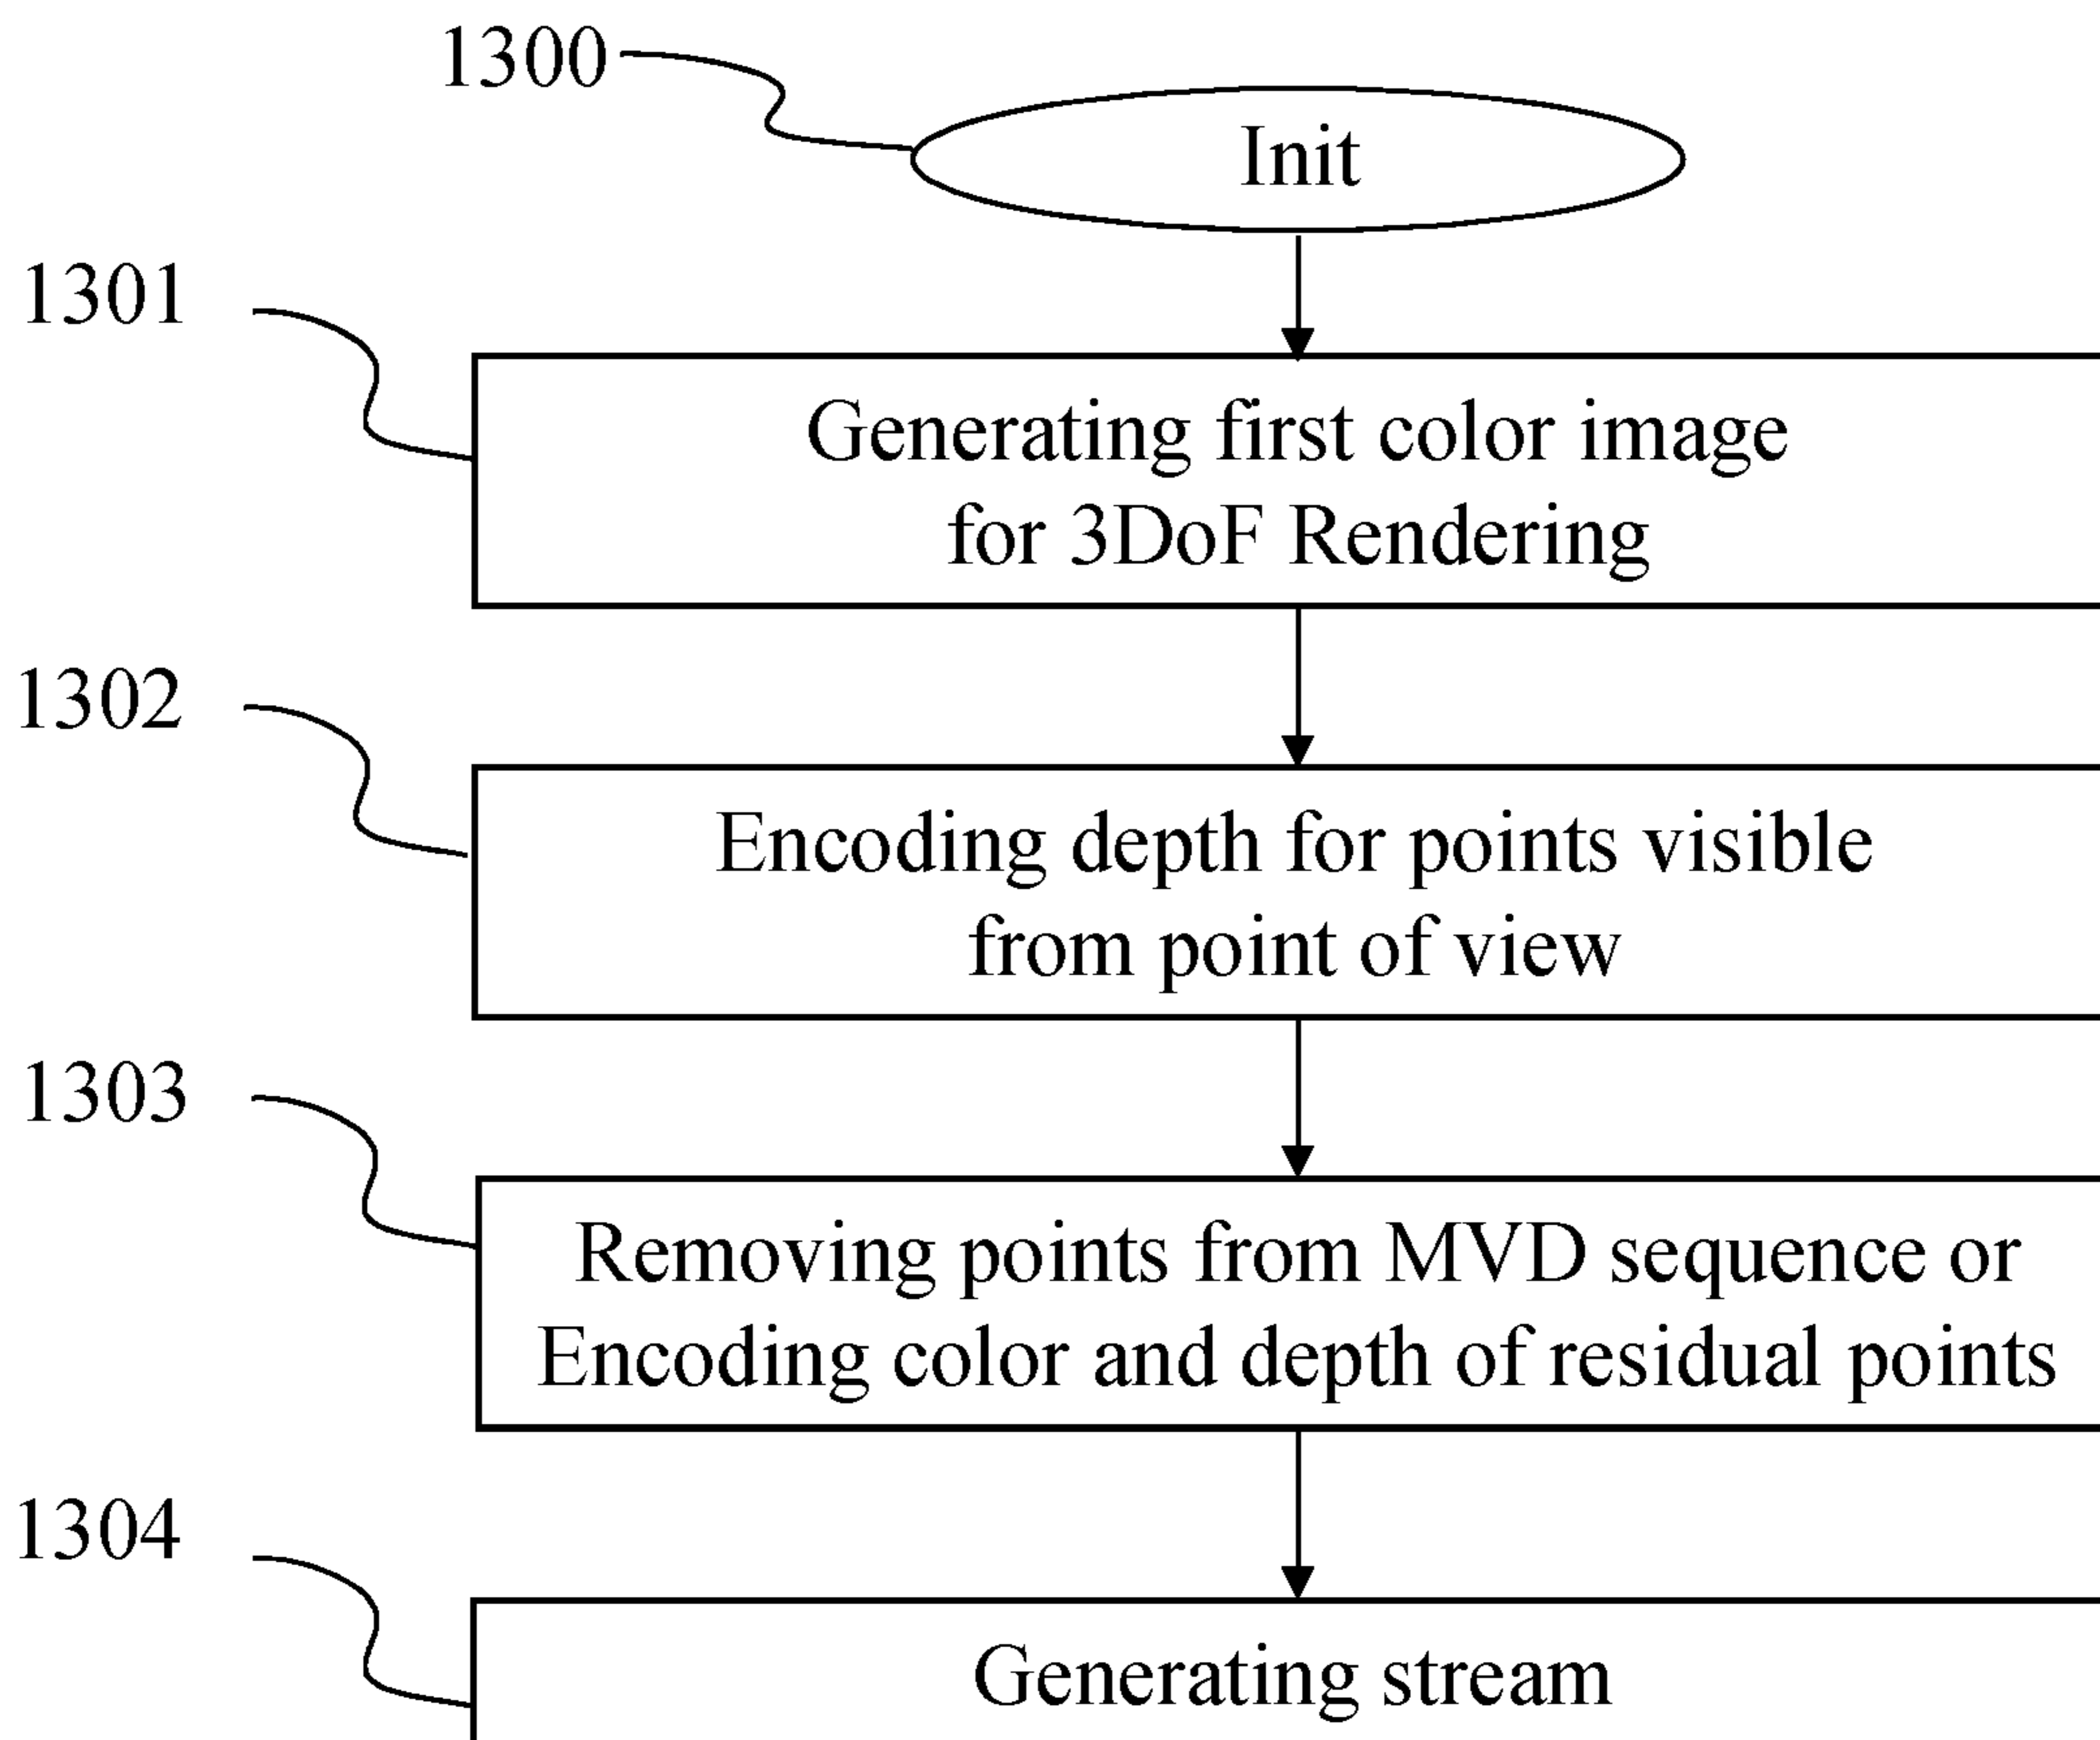 1300
Init
1301
Generating first color image
for 3DoF Rendering
1302
Encoding depth for points visible
from point of view
1303
Removing points from MVD sequence or
Encoding color and depth of residual points
1304
Generating stream